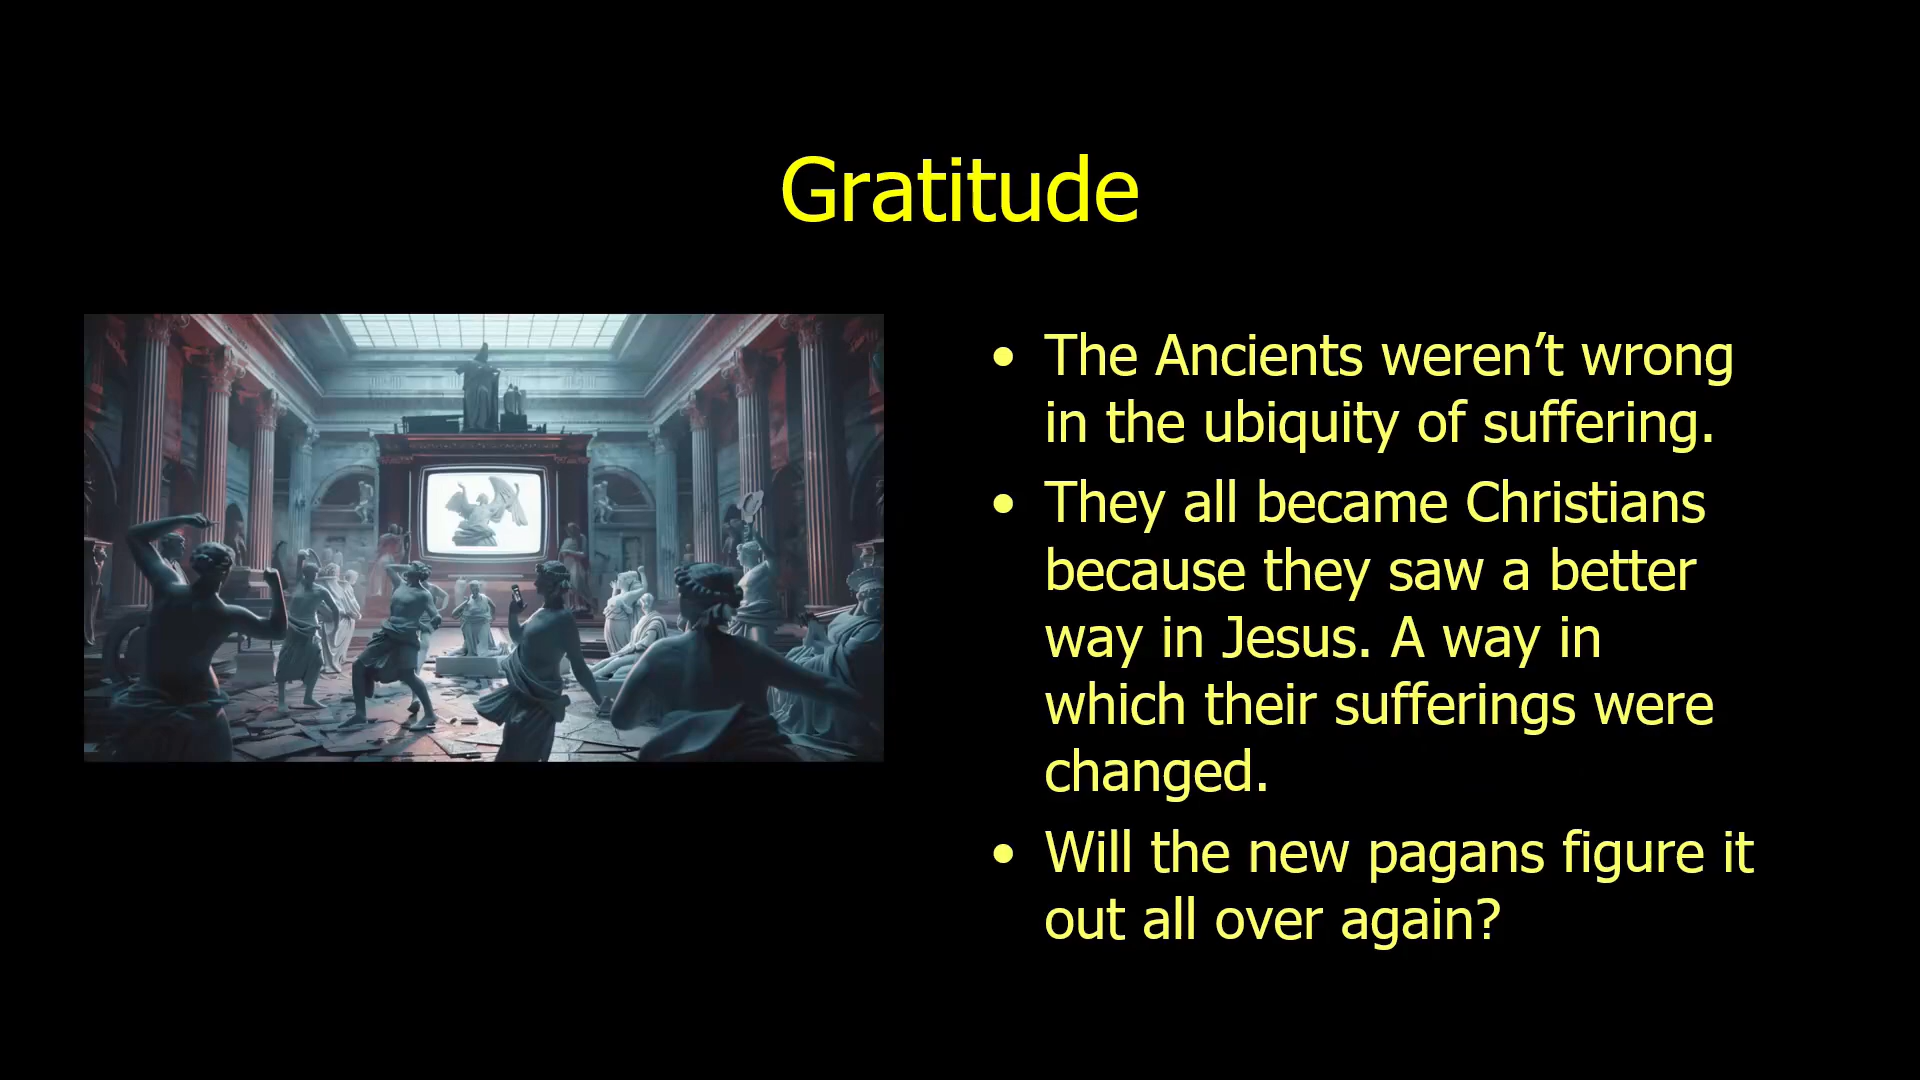 Gratitude
• The Ancients weren’t wrong
in the ubiquity of suffering.
• They all became Christians
because they saw a better
way in Jesus. A way in
which their sufferings were
changed.
• Will the new pagans figure it
out all over again?